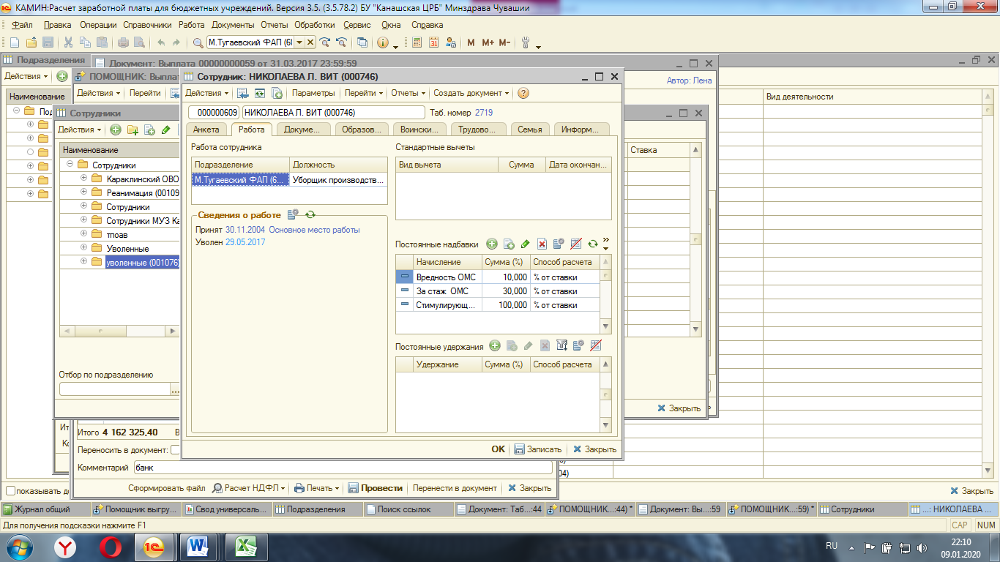 КАМИН:Расчет заработной платы для бюджетных учреждений. Версия 3.5. (3.5.78.2) БУ "Канашская ЦРБ" Минздрава Чувашии
Файл Правка Операции Справочники Работа Документы Отчеты Обработки Сервис Окна Справка
М.Тугаевский ФАП (6 M M+ M-
Подразделения
Документ: Выплата 00000000059 от 31.03.2017 23:59:59
Действия
ПОМОЩНИК: Выплат
Сотрудник: НИКОЛАЕВА Л. ВИТ (000746)
Автор: Лена
Действия Перейти
Действия Параметры Перейти Отчеты Создать документ
Наименование
Вид деятельности
Под
Сотрудники
000000609 НИКОЛАЕВА Л. ВИТ (000746) Таб. номер 2719
Действия
Анкета Работа Докуме... Образов... Воински... Трудово... Семья Информ...
Наименование
Ставка
Работа сотрудника
Стандартные вычеты
Сотрудники
Подразделение Должность
Вид вычета Сумма Дата окончан...
Караклинский ОВО
М.Тугаевский ФАП (6... Уборщик производств...
Реанимация (00109
Сотрудники
Сотрудники МУЗ Ка
Сведения о работе
тпоав
Принят 30.11.2004 Основное место работы
Уволенные
Уволен 29.05.2017
уволенные (001076)
Постоянные надбавки
Начисление Сумма (%) Способ расчета
Вредность ОМС 10,000 % от ставки
За стаж ОМС 30,000 % от ставки
Стимулирующ... 100,000 % от ставки
Постоянные удержания
Удержание Сумма (%) Способ расчета
Отбор по подразделению
...
Закрыть
Ит
Итого 4 162 325,40 В
Ко
Переносить в документ:
OK Записать Закрыть
Комментарий банк
04)
Сформировать файл Расчет НДФЛ Печать Провести Перенести в документ Закрыть
показывать д
Закрыть
Журнал общий Помощник выгру... Свод универсаль... Подразделения Поиск ссылок Документ: Таб...:44 ПОМОЩНИК...:44) * Документ: Вы...:59 ПОМОЩНИК...:59) * Сотрудники ...: НИКОЛАЕВА ...
Для получения подсказки нажмите F1
CAP NUM
RU
22:10
09.01.2020